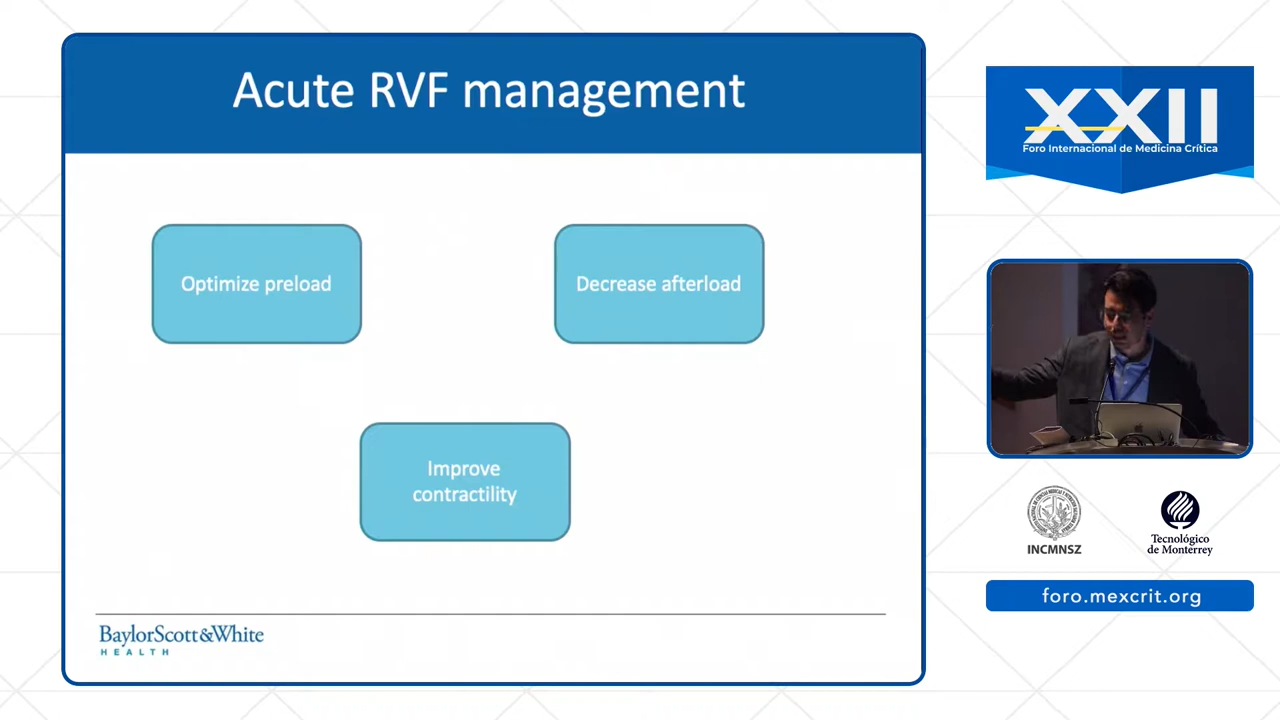 Acute RVF management
Optimize preload
Decrease afterload
Improve
contractility
BaylorScott&White
HEALTH
XXII
Foro Internacional de Medicina Crítica
INCMNSZ
Tecnológico
de Monterrey
foro.mexcrit.org